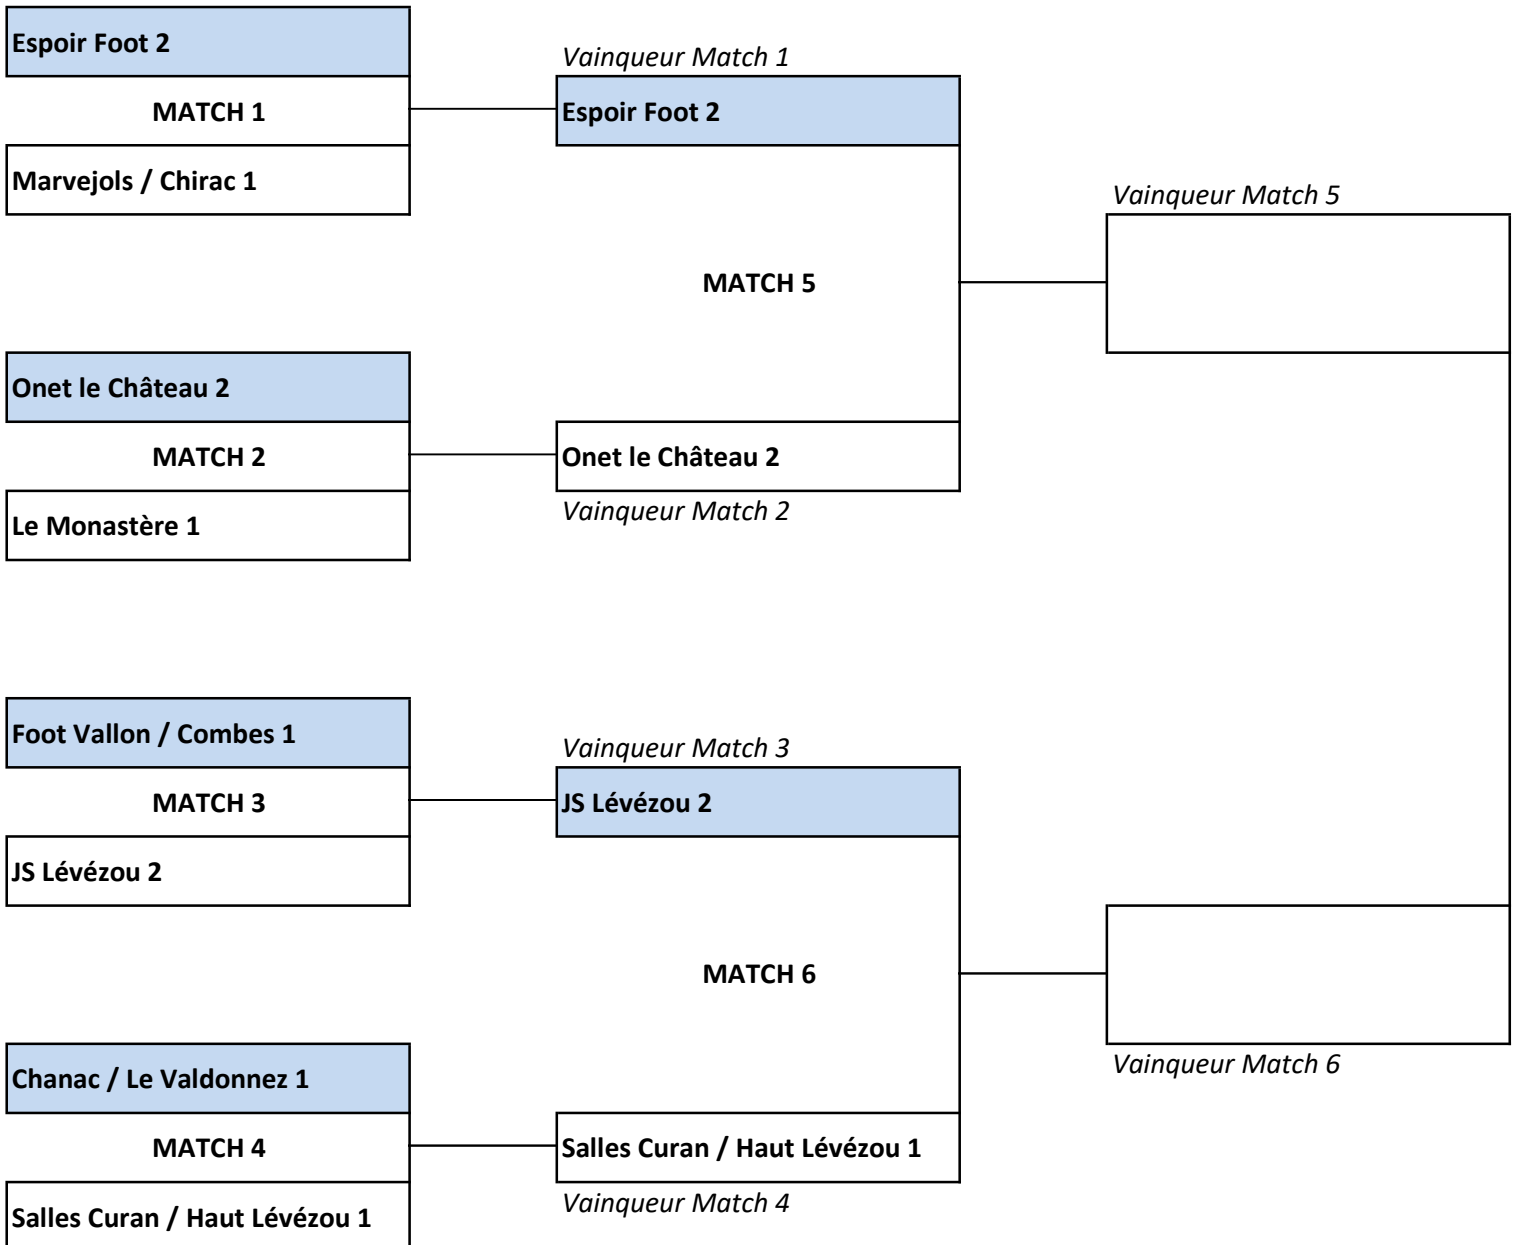 Espoir Foot 2
MATCH 1
Marvejols / Chirac 1
Onet le Château 2
MATCH 2
Le Monastère 1
Foot Vallon / Combes 1
MATCH 3
JS Lévézou 2
Chanac / Le Valdonnez 1
MATCH 4
Salles Curan / Haut Lévézou 1
Vainqueur Match 1
Espoir Foot 2
MATCH 5
Onet le Château 2
Vainqueur Match 2
Vainqueur Match 3
JS Lévézou 2
MATCH 6
Salles Curan / Haut Lévézou 1
Vainqueur Match 4
Vainqueur Match 5
Vainqueur Match 6